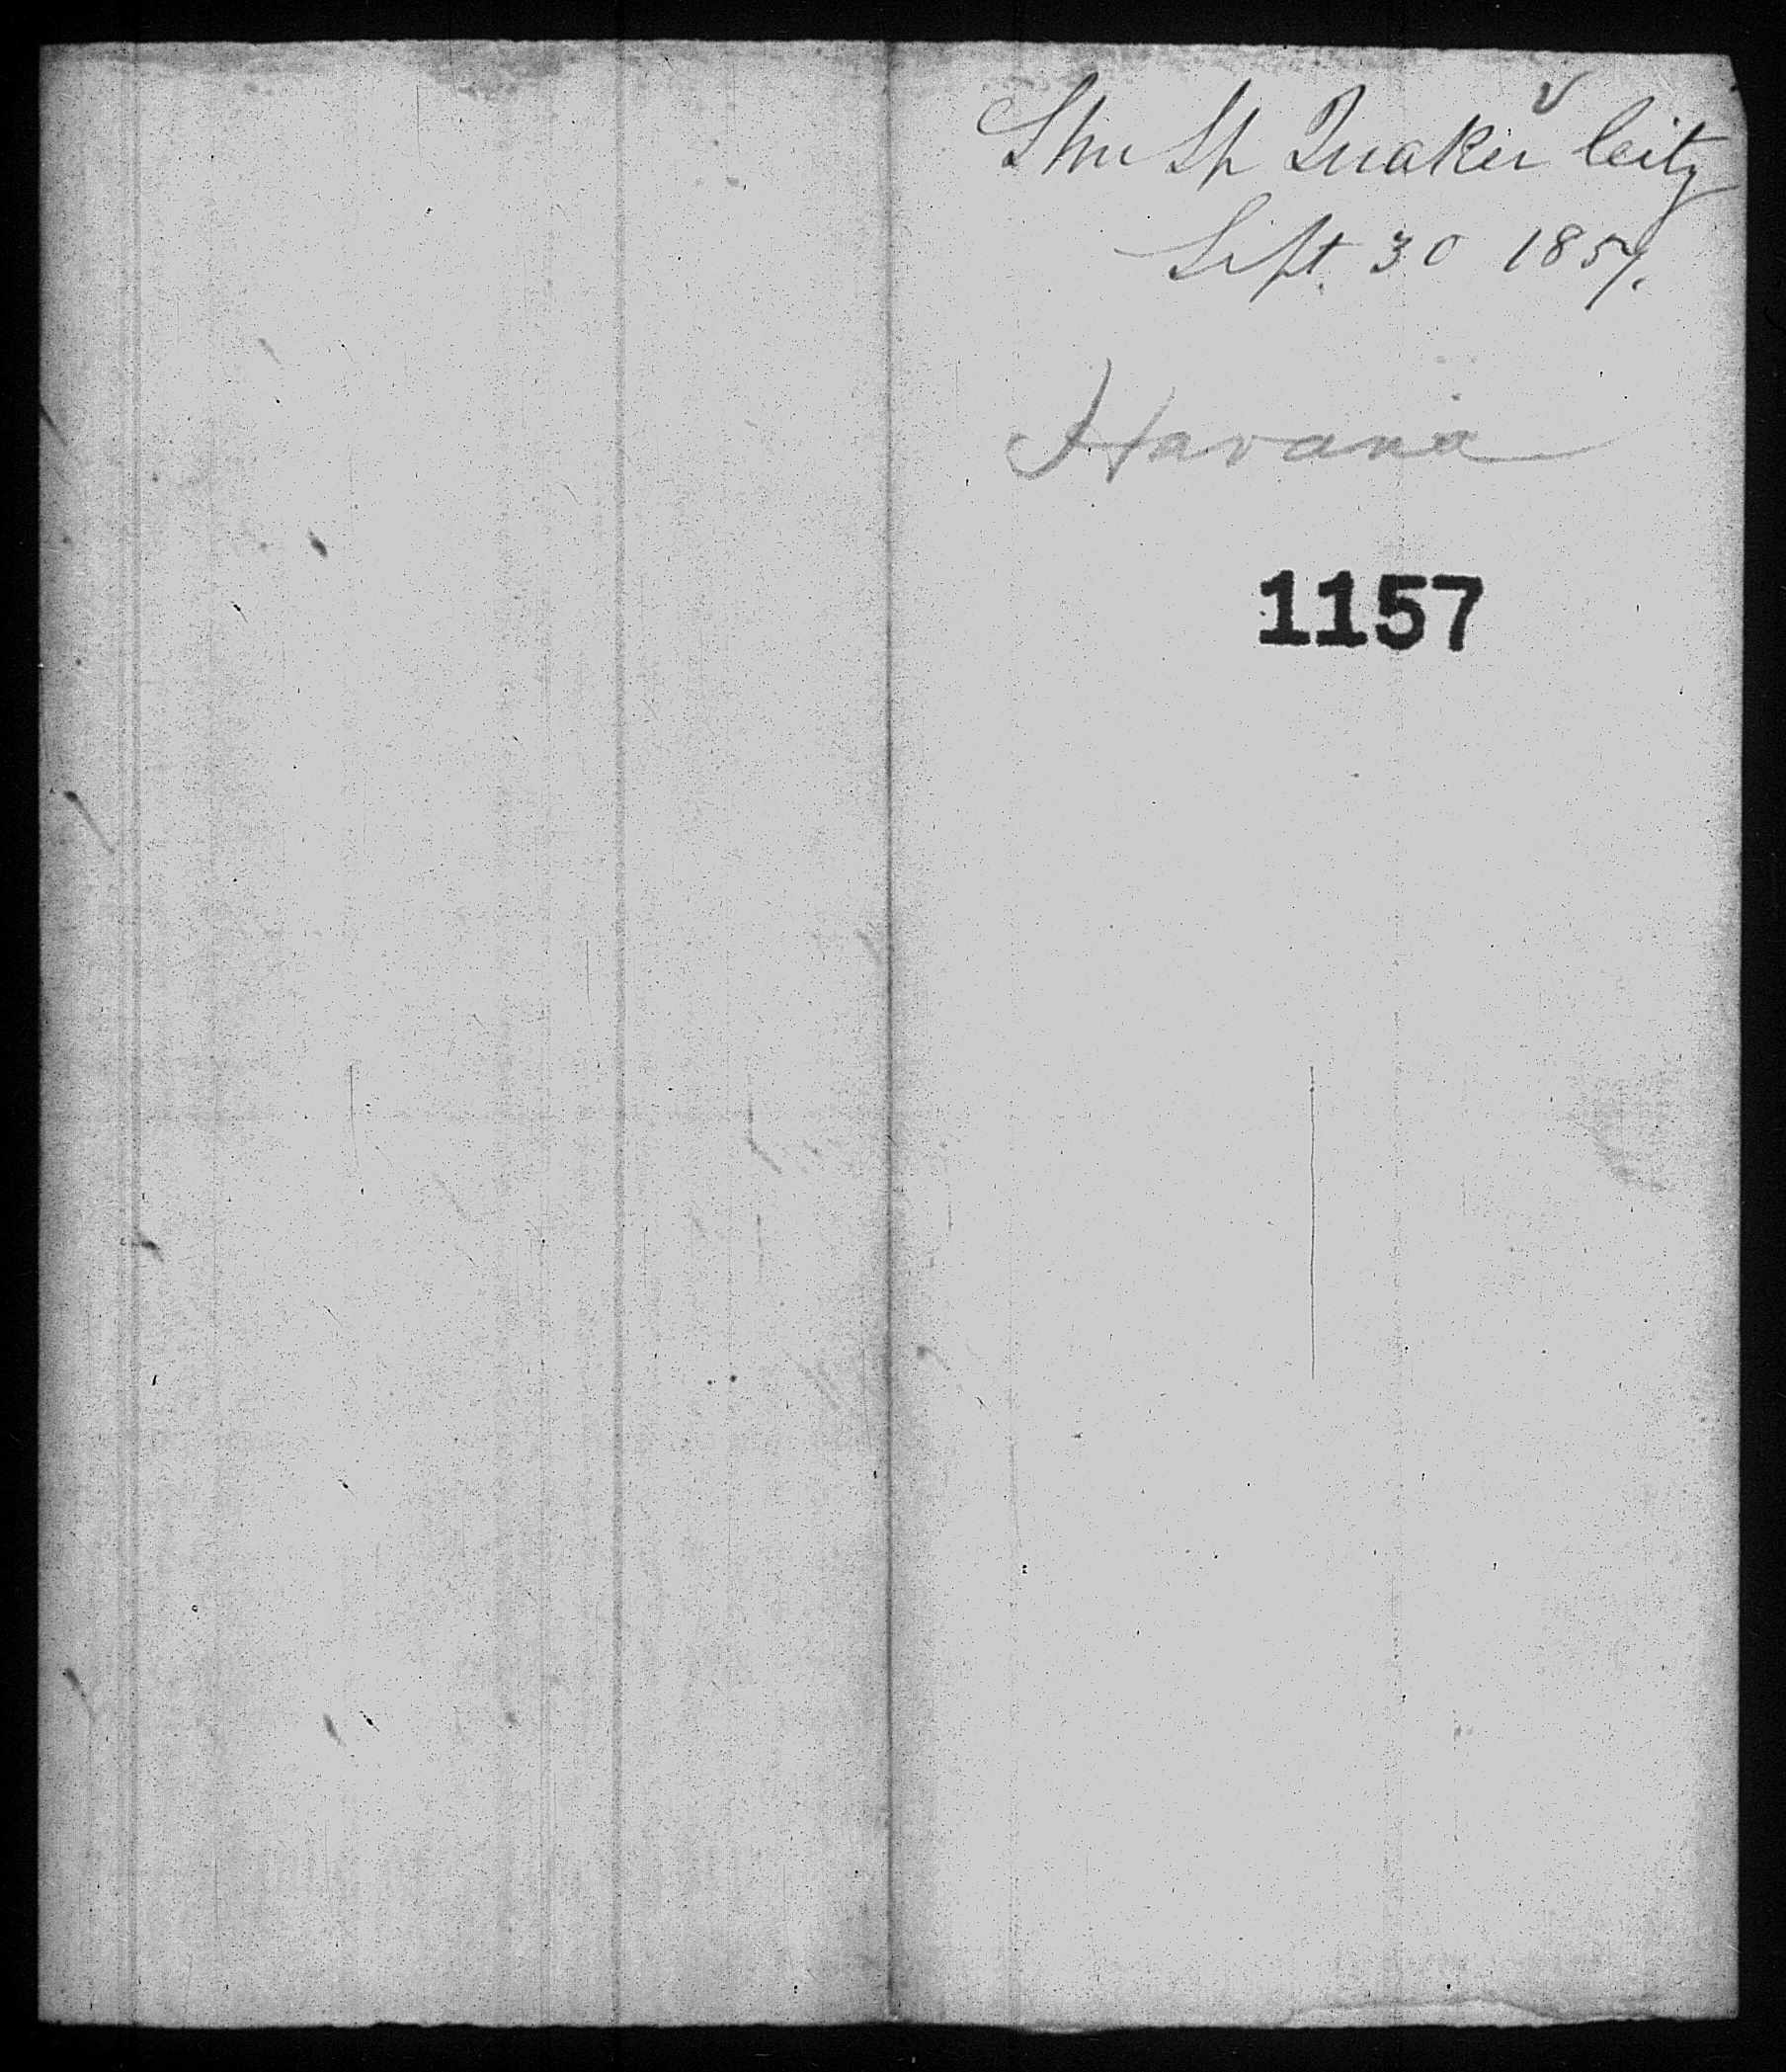 Stm Sp Quaker City
Sept. 30 1857.
Havana
1157